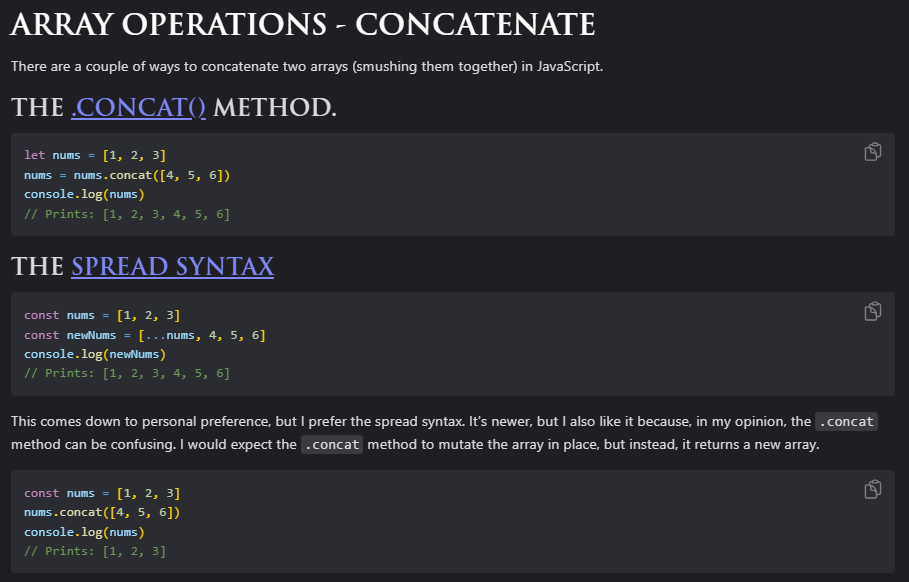 ARRAY OPERATIONS - CONCATENATE
There are a couple of ways to concatenate two arrays (smushing them together) in JavaScript.
THE .CONCAT() METHOD.
let nums = [1, 2, 3]
nums = nums.concat([4, 5, 6])
console.log(nums)
// Prints: [1, 2, 3, 4, 5, 6]
THE SPREAD SYNTAX
const nums = [1, 2, 3]
const newNums = [...nums, 4, 5, 6]
console.log(newNums)
// Prints: [1, 2, 3, 4, 5, 6]
This comes down to personal preference, but I prefer the spread syntax. It's newer, but I also like it because, in my opinion, the .concat
method can be confusing. I would expect the .concat method to mutate the array in place, but instead, it returns a new array.
const nums = [1, 2, 3]
nums.concat([4, 5, 6])
console.log(nums)
// Prints: [1, 2, 3]